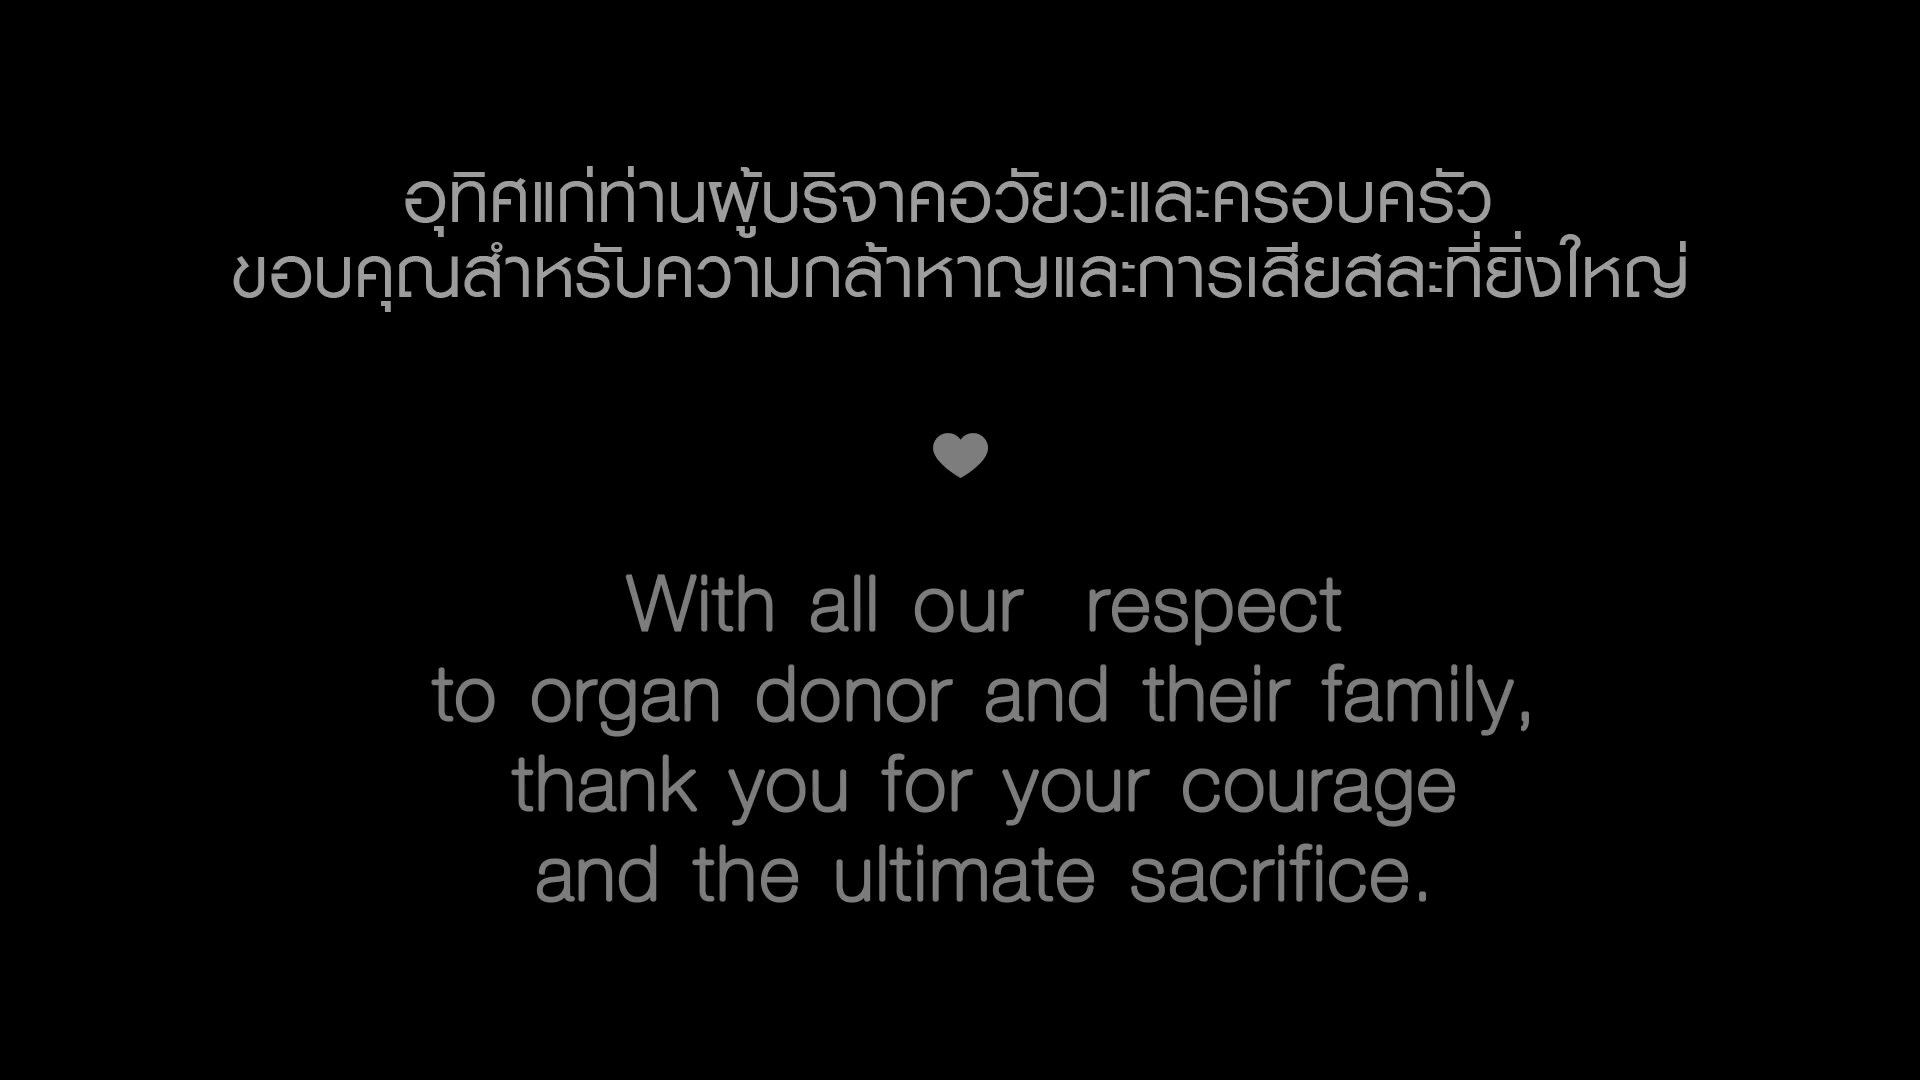 อุทิศแก่ท่านผู้บริจาคอวัยวะและครอบครัว
ขอบคุณสำหรับความกล้าหาญและการเสียสละที่ยิ่งใหญ่
With all our  respect
to organ donor and their family,
thank you for your courage
and the ultimate sacrifice.